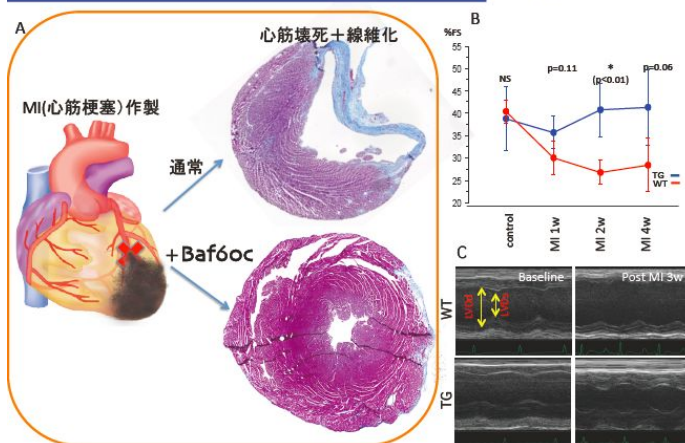 A
心筋壊死＋線維化
MI(心筋梗塞)作製
通常
+Baf60c
B
%FS
55
50
45
40
35
30
25
20
NS
p=0.11
*
(p<0.01)
p=0.06
TG
WT
control
MI 1w
MI 2w
MI 4w
C
Baseline
Post MI 3w
WT
LVDd
LVDs
TG